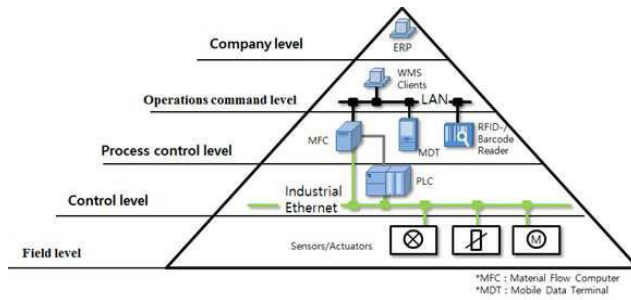 Company level
ERP
WMS
Clients
Operations command level
LAN
MFC
MDT
RFID-/
Barcode
Reader
Process control level
PLC
Industrial
Ethernet
Control level
Sensors/Actuators
M
Field level
*MFC : Material Flow Computer
*MDT : Mobile Data Terminal